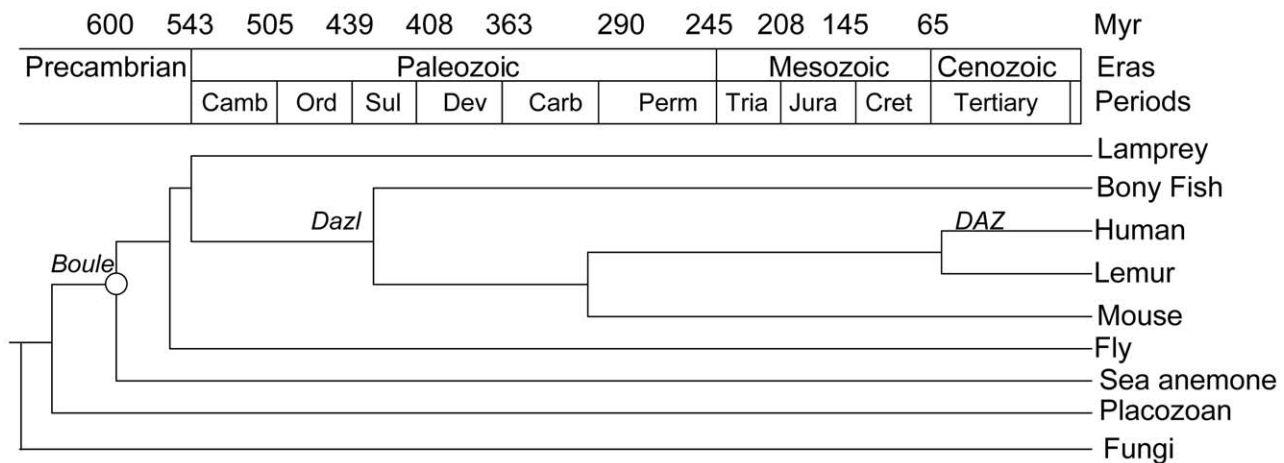 600 543 505 439 408 363 290 245 208 145 65 Myr
Precambrian Paleozoic Mesozoic Cenozoic Eras
Camb Ord Sul Dev Carb Perm Tria Jura Cret Tertiary Periods
Lamprey
Bony Fish
Dazl DAZ Human
Boule Lemur
Mouse
Fly
Sea anemone
Placozoan
Fungi